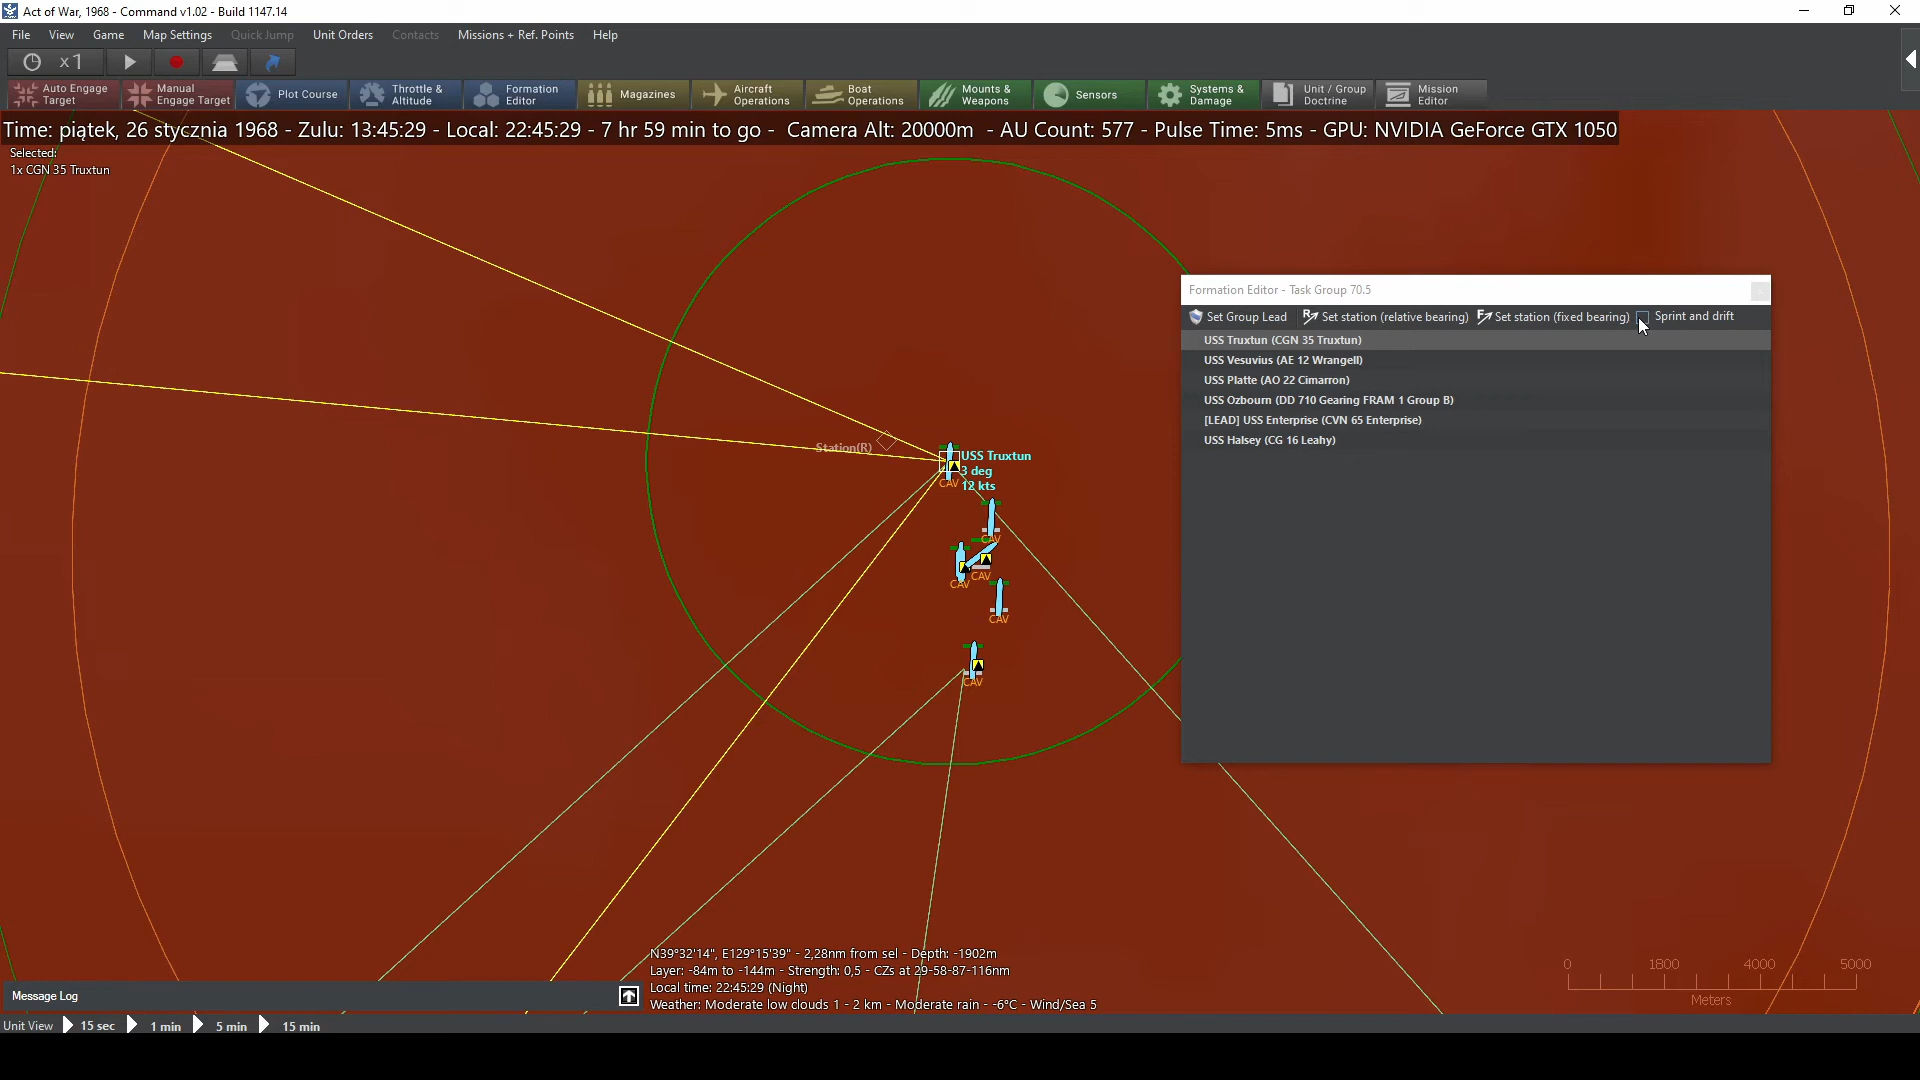 Act of War, 1968 - Command v1.02 - Build 1147.14
File View Game Map Settings Quick Jump Unit Orders Contacts Missions + Ref. Points Help
x1
Auto Engage Target
Manual Engage Target
Plot Course
Throttle & Altitude
Formation Editor
Magazines
Aircraft Operations
Boat Operations
Mounts & Weapons
Sensors
Systems & Damage
Unit / Group Doctrine
Mission Editor
Time: piątek, 26 stycznia 1968 - Zulu: 13:45:29 - Local: 22:45:29 - 7 hr 59 min to go - Camera Alt: 20000m - AU Count: 577 - Pulse Time: 5ms - GPU: NVIDIA GeForce GTX 1050
Selected:
1x CGN 35 Truxtun
Formation Editor - Task Group 70.5
Set Group Lead Set station (relative bearing) Set station (fixed bearing) Sprint and drift
USS Truxtun (CGN 35 Truxtun)
USS Vesuvius (AE 12 Wrangell)
USS Platte (AO 22 Cimarron)
USS Ozbourn (DD 710 Gearing FRAM 1 Group B)
[LEAD] USS Enterprise (CVN 65 Enterprise)
USS Halsey (CG 16 Leahy)
Station(R)
USS Truxtun
3 deg
12 kts
CAV
CAV
CAV
CAV
CAV
CAV
N39°32'14", E129°15'39" - 2,28nm from sel - Depth: -1902m
Layer: -84m to -144m - Strength: 0,5 - CZs at 29-58-87-116nm
Local time: 22:45:29 (Night)
Weather: Moderate low clouds 1 - 2 km - Moderate rain - -6°C - Wind/Sea 5
0 1800 4000 5000
Meters
Message Log
Unit View 15 sec 1 min 5 min 15 min